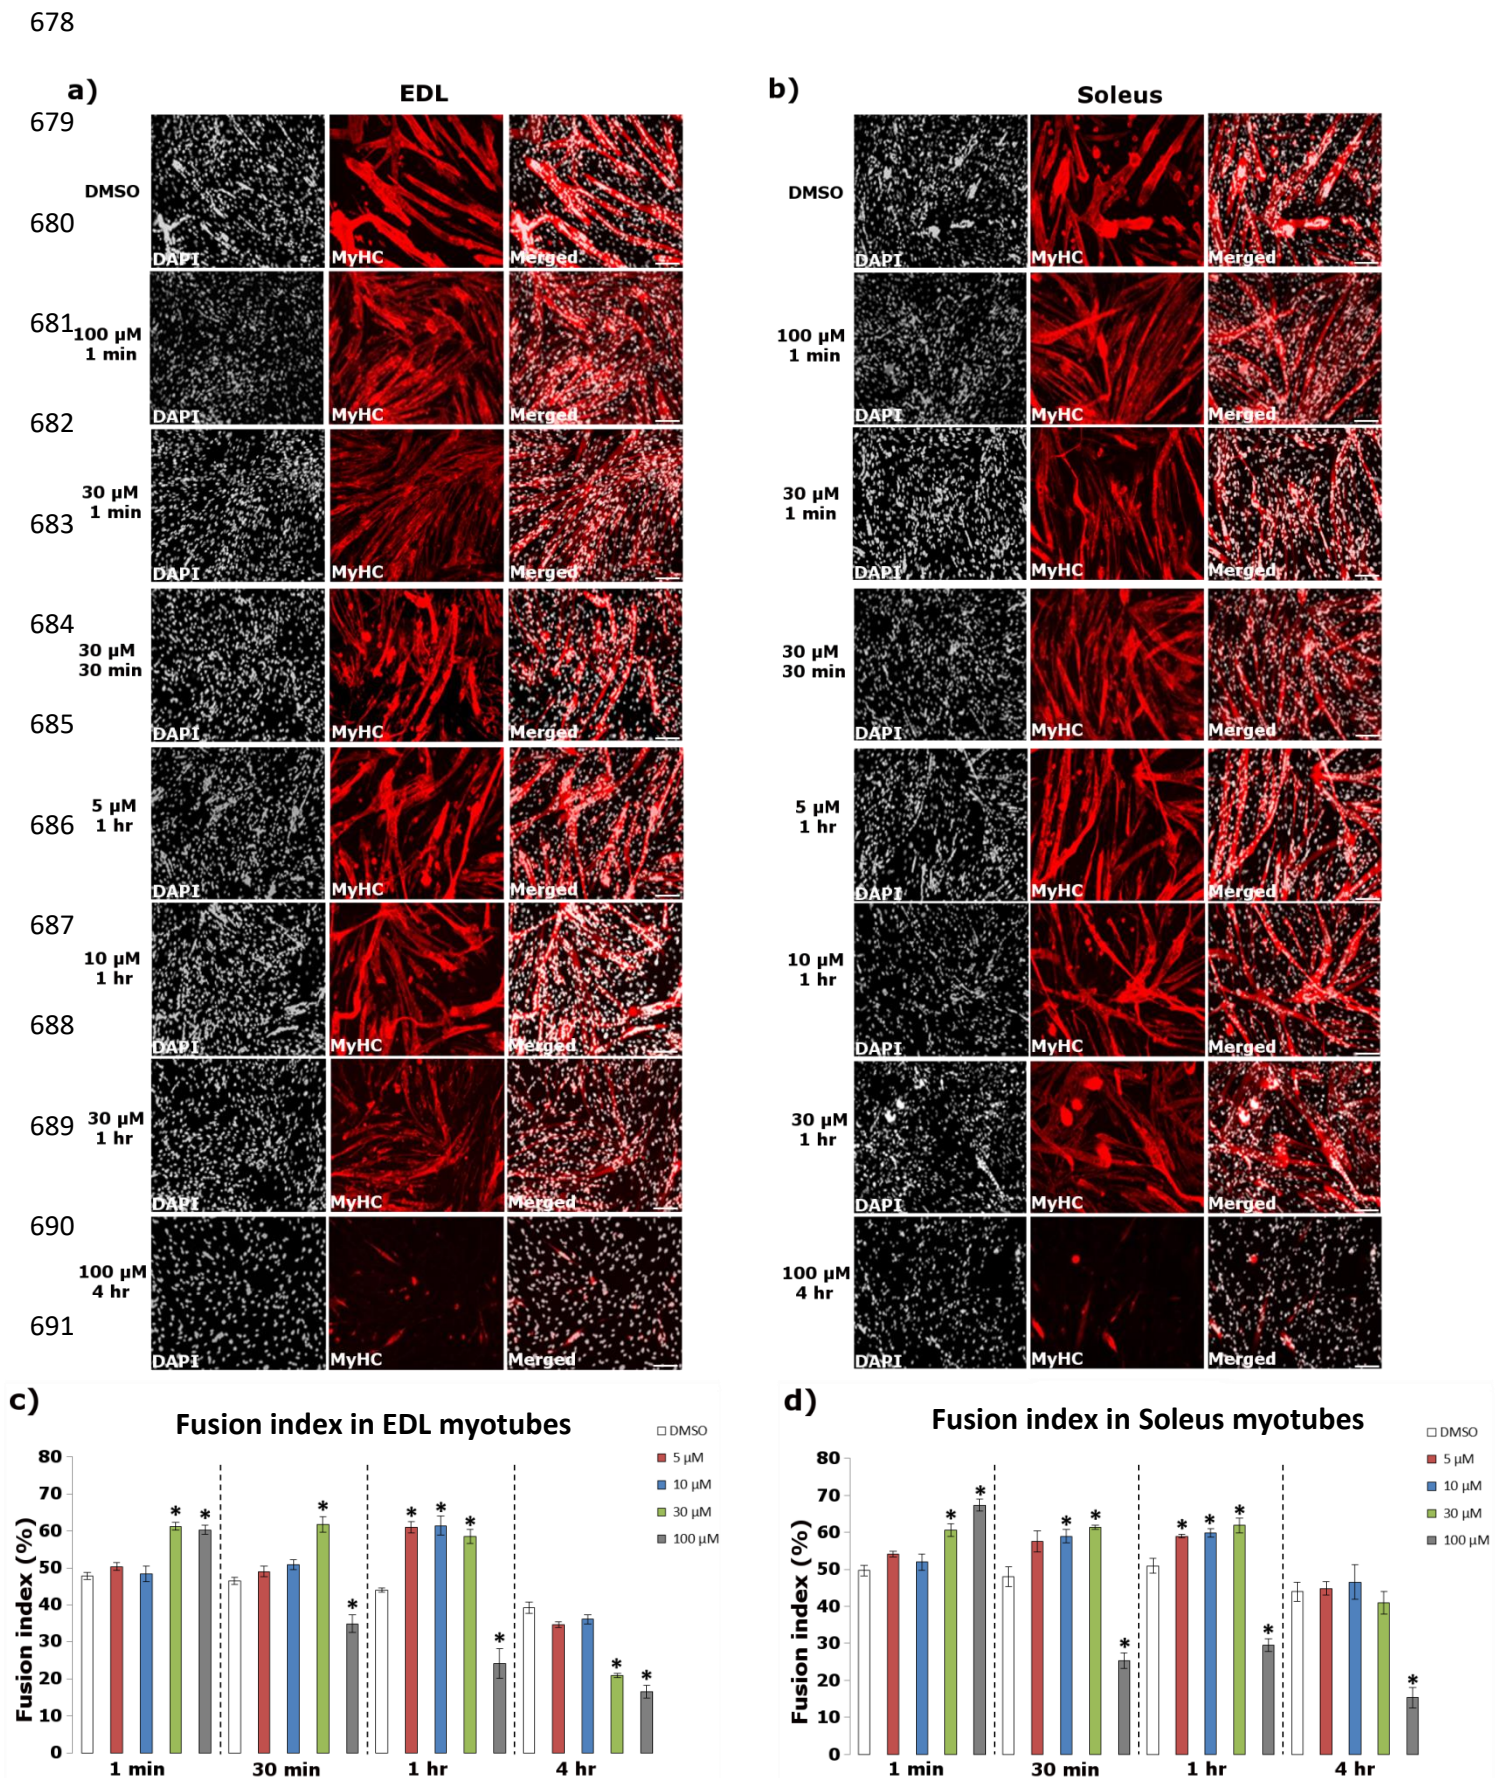 678
a) EDL
b) Soleus
679
DMSO
DAPI MyHC Merged
DMSO
DAPI MyHC Merged
680
681
100 µM
1 min
DAPI MyHC Merged
100 µM
1 min
DAPI MyHC Merged
682
30 µM
1 min
DAPI MyHC Merged
30 µM
1 min
DAPI MyHC Merged
683
684
30 µM
30 min
DAPI MyHC Merged
30 µM
30 min
DAPI MyHC Merged
685
5 µM
1 hr
DAPI MyHC Merged
5 µM
1 hr
DAPI MyHC Merged
686
687
10 µM
1 hr
DAPI MyHC Merged
10 µM
1 hr
DAPI MyHC Merged
688
689
30 µM
1 hr
DAPI MyHC Merged
30 µM
1 hr
DAPI MyHC Merged
690
100 µM
4 hr
DAPI MyHC Merged
100 µM
4 hr
DAPI MyHC Merged
691
c)
Fusion index in EDL myotubes
DMSO
5 µM
10 µM
30 µM
100 µM
Fusion index (%)
80
70
60
50
40
30
20
10
0
* * * * * * * * * *
1 min 30 min 1 hr 4 hr
d)
Fusion index in Soleus myotubes
DMSO
5 µM
10 µM
30 µM
100 µM
Fusion index (%)
80
70
60
50
40
30
20
10
0
* * * * * * * * * *
1 min 30 min 1 hr 4 hr